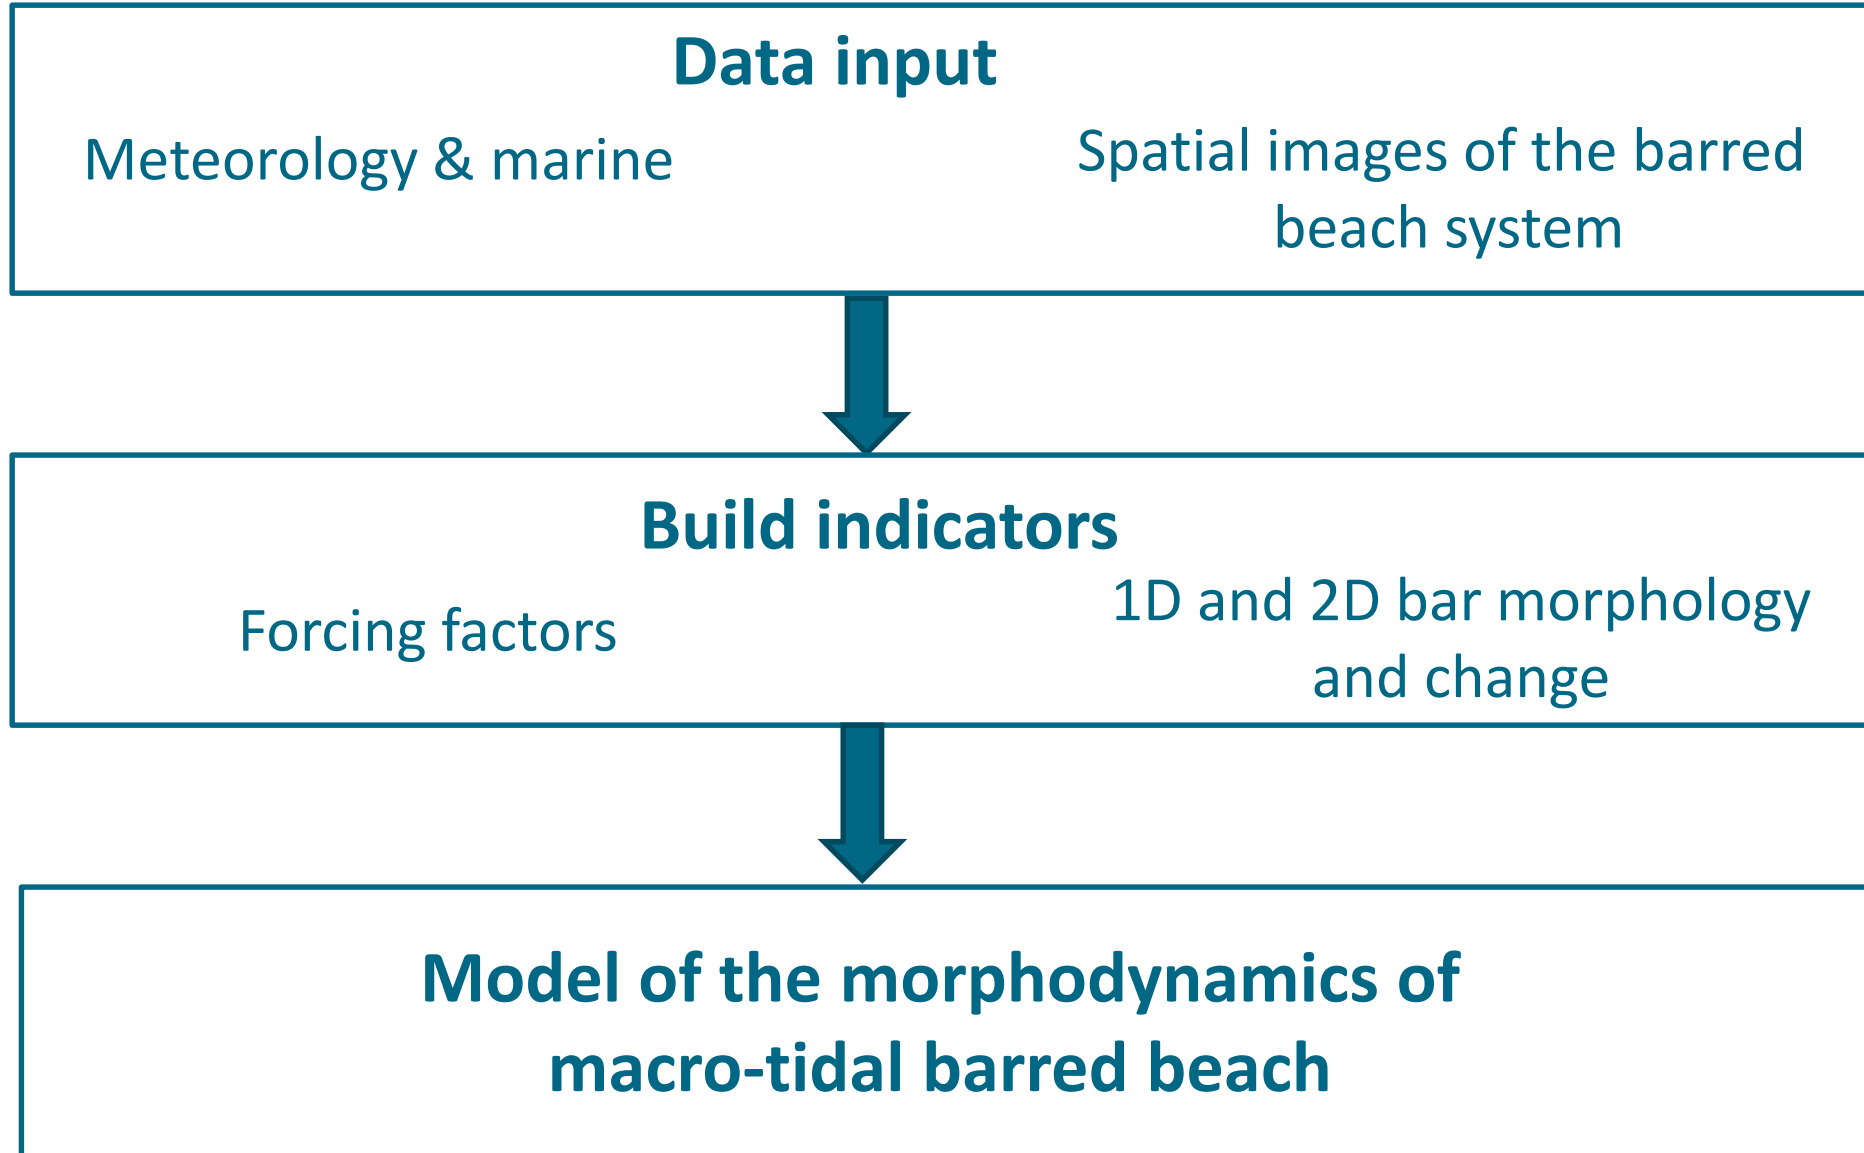 Data input
Meteorology & marine
Spatial images of the barred
beach system
Build indicators
Forcing factors
1D and 2D bar morphology
and change
Model of the morphodynamics of
macro-tidal barred beach